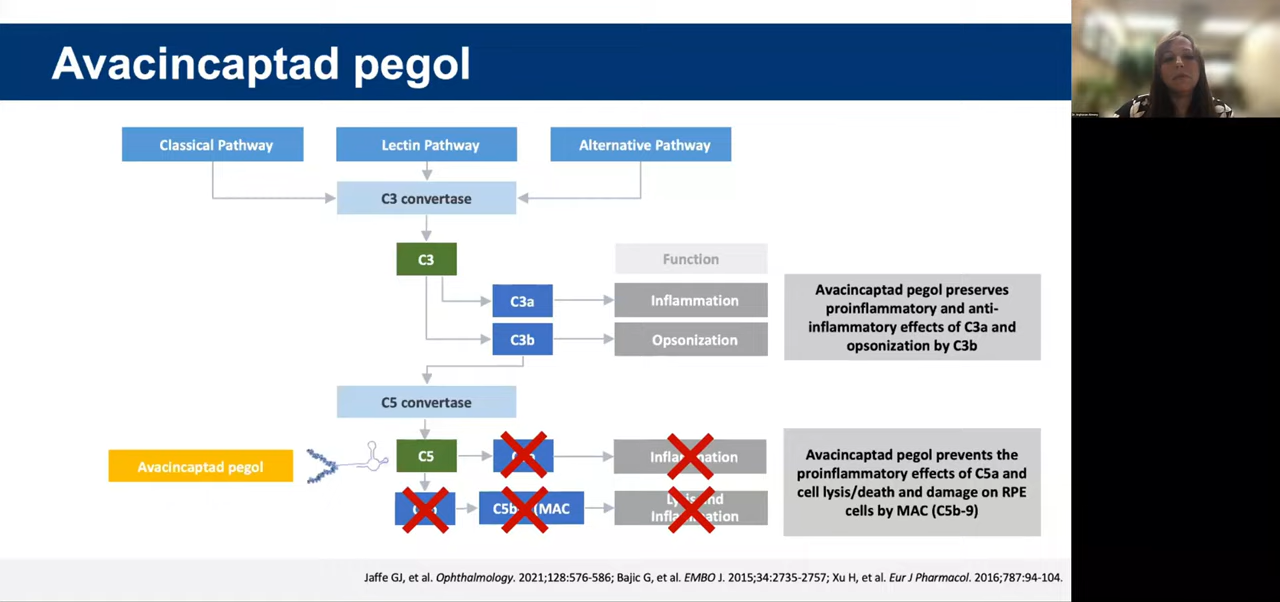 Avacincaptad pegol
Classical Pathway
Lectin Pathway
Alternative Pathway
C3 convertase
C3
Function
C3a
Inflammation
C3b
Opsonization
Avacincaptad pegol preserves
proinflammatory and anti-
inflammatory effects of C3a and
opsonization by C3b
C5 convertase
Avacincaptad pegol
C5
Avacincaptad pegol prevents the
proinflammatory effects of C5a and
cell lysis/death and damage on RPE
cells by MAC (C5b-9)
Jaffe GJ, et al. Ophthalmology. 2021;128:576-586; Bajic G, et al. EMBO J. 2015;34:2735-2757; Xu H, et al. Eur J Pharmacol. 2016;787:94-104.